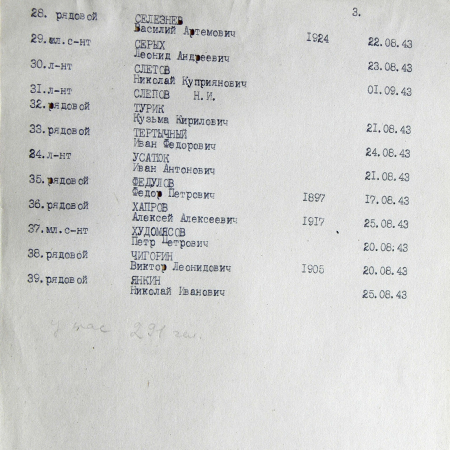 3.
28. рядовой СЕЛЕЗНЕВ
Василий Артемович 1924 22.08.43
29.мл.с-нт СЕРЫХ
Леонид Андреевич 23.08.43
30.л-нт СЛЕТОВ
Николай Куприянович 01.09.43
31.л-нт СЛЕПОВ Н.И.
32.рядовой ТУРИК
Кузьма Кирилович 21.08.43
33.рядовой ТЕРТЫЧНЫЙ
Иван Федорович 24.08.43
24.л-нт УСАТЮК
Иван Антонович 21.08.43
35.рядовой ФЕДУЛОВ
Федор Петрович 1897 17.08.43
36.рядовой ХАПРОВ
Алексей Алексеевич 1917 25.08.43
37.мл.с-нт ХУДОМЯСОВ
Петр Петрович 20.08.43
38.рядовой ЧИГОРИН
Виктор Леонидович 1905 20.08.43
39.рядовой ЯНКИН
Николай Иванович 25.08.43
у нас